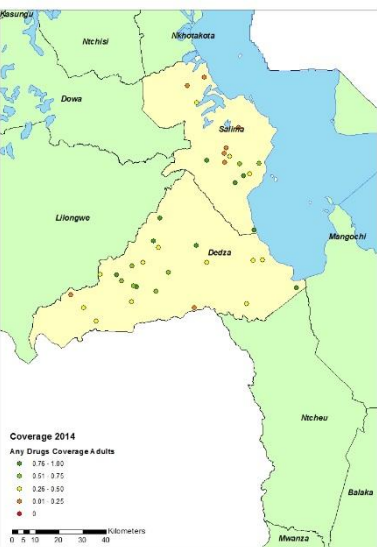 Kasungu
Nkhotakota
Ntchisi
Dowa
Salima
Lilongwe
Mangochi
Dedza
Ntcheu
Coverage 2014
Any Drugs Coverage Adults
0.76 - 1.00
0.51 - 0.75
0.26 - 0.50
0.01 - 0.25
0
Balaka
0 5 10 20 30 40 Kilometers
Mwanza